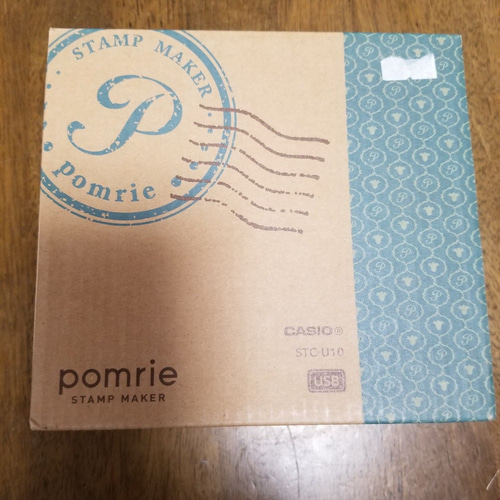 STAMP MAKER
P
pomrie
CASIO®
STC-U10
USB
pomrie
STAMP MAKER